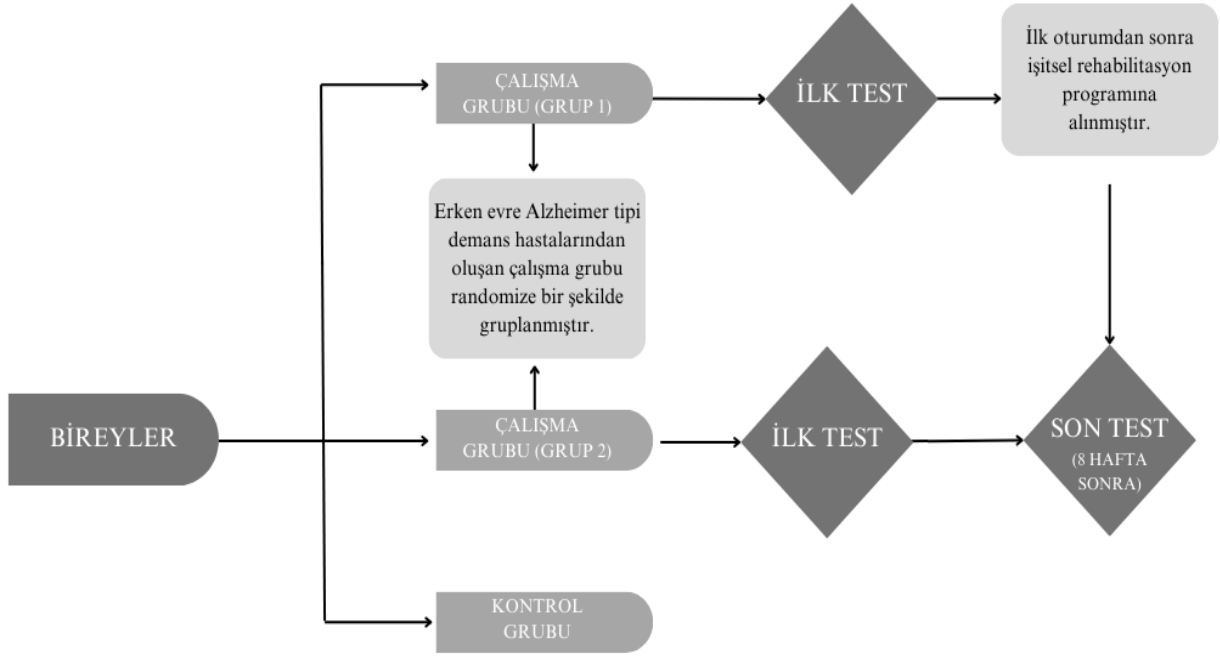 ÇALIŞMA
GRUBU (GRUP 1)
İLK TEST
İlk oturumdan sonra
işitsel rehabilitasyon
programına
alınmıştır.
Erken evre Alzheimer tipi
demans hastalarından
oluşan çalışma grubu
randomize bir şekilde
gruplanmıştır.
BİREYLER
ÇALIŞMA
GRUBU (GRUP 2)
İLK TEST
SON TEST
(8 HAFTA
SONRA)
KONTROL
GRUBU